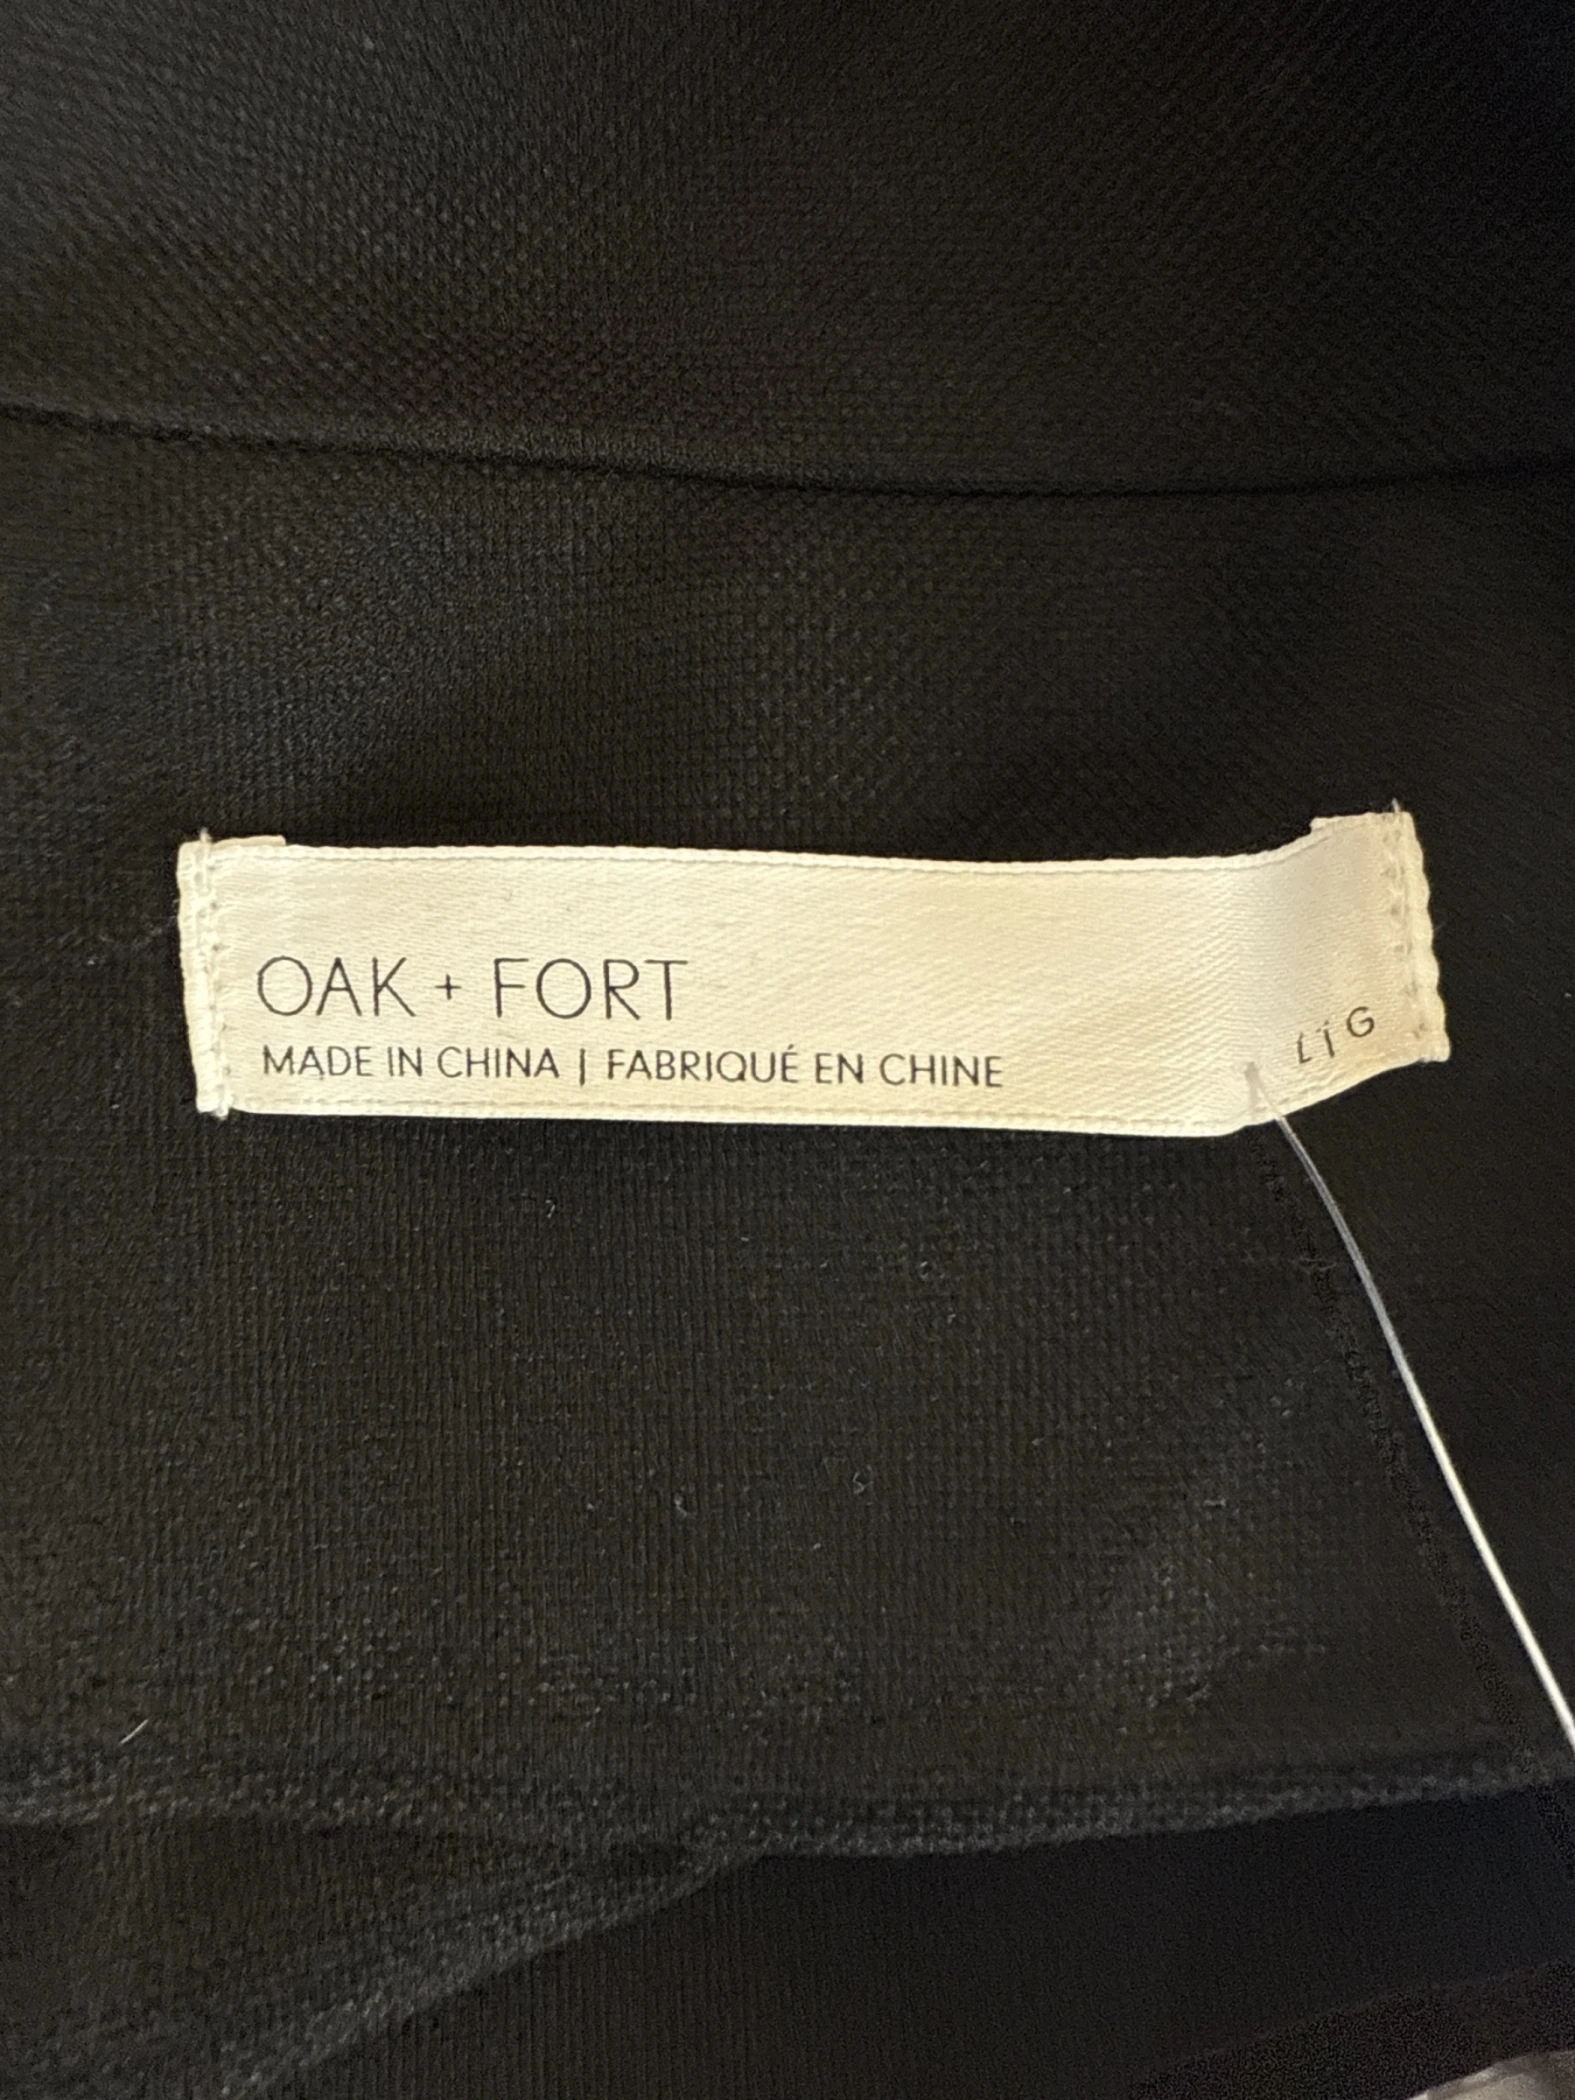 OAK + FORT
MADE IN CHINA | FABRIQUÉ EN CHINE
L | G